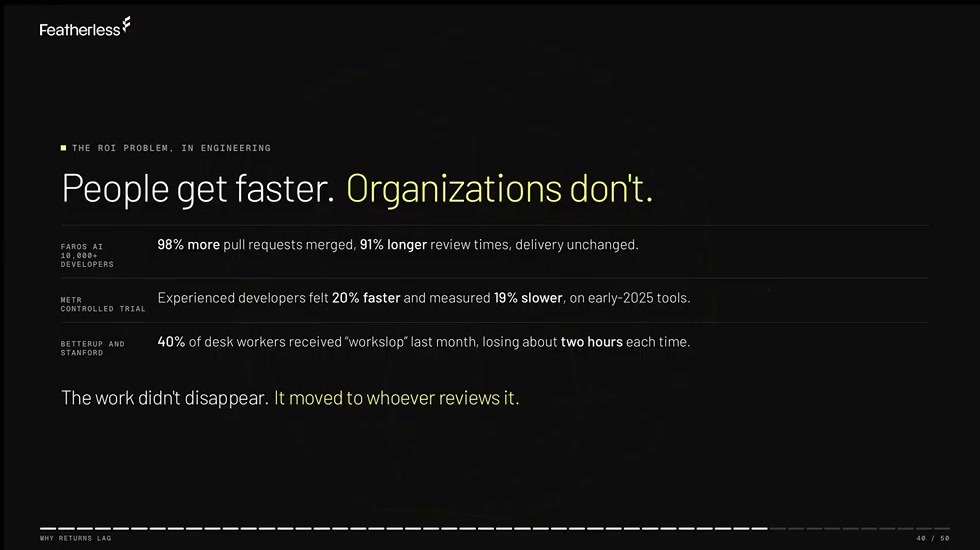 Featherless
THE ROI PROBLEM, IN ENGINEERING
People get faster. Organizations don't.
FAROS AI
10,000+
DEVELOPERS
98% more pull requests merged, 91% longer review times, delivery unchanged.
METR
CONTROLLED TRIAL
Experienced developers felt 20% faster and measured 19% slower, on early-2025 tools.
BETTERUP AND
STANFORD
40% of desk workers received “workslop” last month, losing about two hours each time.
The work didn't disappear. It moved to whoever reviews it.
WHY RETURNS LAG
40 / 50